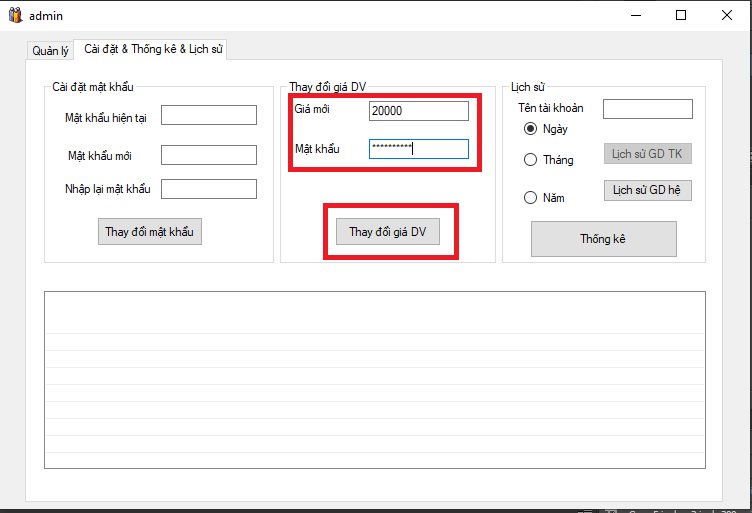 admin
Quản lý
Cài đặt & Thống kê & Lịch sử
Cài đặt mật khẩu
Mật khẩu hiện tại
Mật khẩu mới
Nhập lại mật khẩu
Thay đổi mật khẩu
Thay đổi giá DV
Giá mới
20000
Mật khẩu
**********
Thay đổi giá DV
Lịch sử
Tên tài khoản
Ngày
Tháng
Lịch sử GD TK
Năm
Lịch sử GD hệ
Thống kê